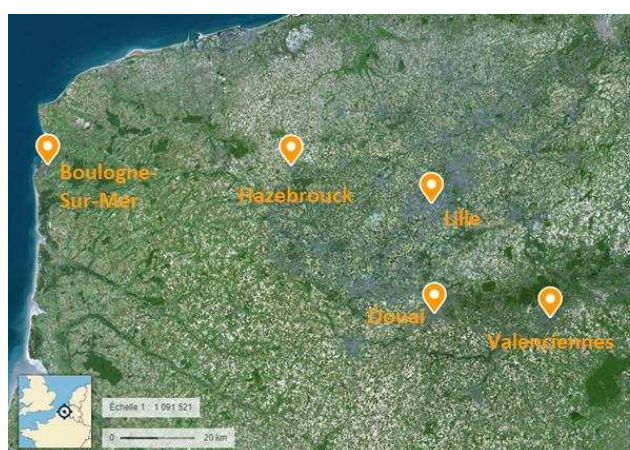 Boulogne-
Sur-Mer
Hazebrouck
Lille
Douai
Valenciennes
Échelle 1 : 1 091 521
0 20 km